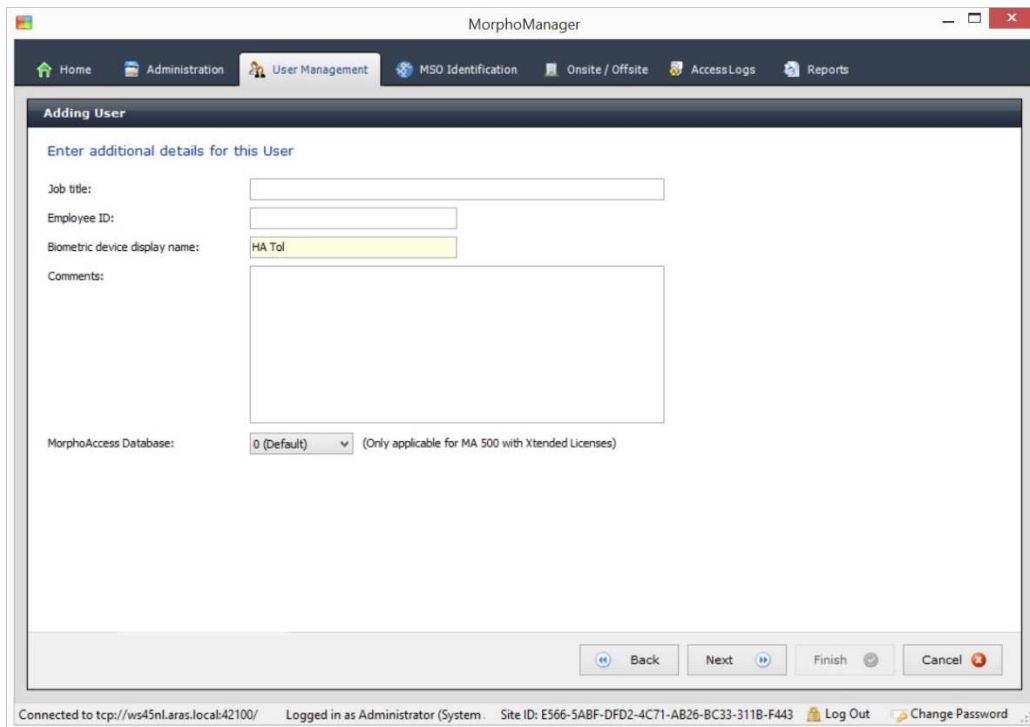 MorphoManager
Home Administration User Management MSO Identification Onsite / Offsite AccessLogs Reports
Adding User
Enter additional details for this User
Job title:
Employee ID:
Biometric device display name: HA Tol
Comments:
MorphoAccess Database: 0 (Default) (Only applicable for MA 500 with Xtended Licenses)
Back Next Finish Cancel
Connected to tcp://ws45nl.aras.local:42100/ Logged in as Administrator (System Site ID: E566-5ABF-DFD2-4C71-AB26-BC33-311B-F443 Log Out Change Password